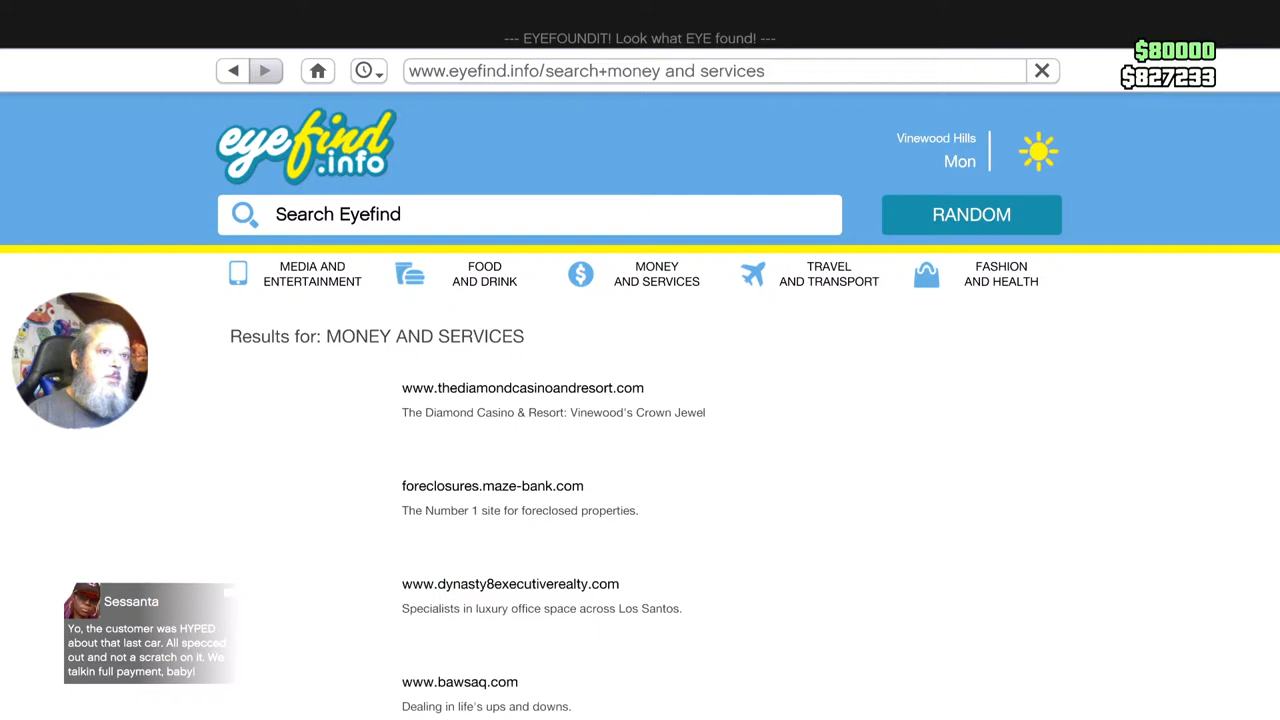 --- EYEFOUNDIT! Look what EYE found! ---
$80000
www.eyefind.info/search+money and services
$827233
eyefind
.info
Vinewood Hills
Mon
Search Eyefind
RANDOM
MEDIA AND
ENTERTAINMENT
FOOD
AND DRINK
MONEY
AND SERVICES
TRAVEL
AND TRANSPORT
FASHION
AND HEALTH
Results for: MONEY AND SERVICES
www.thediamondcasinoandresort.com
The Diamond Casino & Resort: Vinewood's Crown Jewel
foreclosures.maze-bank.com
The Number 1 site for foreclosed properties.
www.dynasty8executiverealty.com
Specialists in luxury office space across Los Santos.
Sessanta
Yo, the customer was HYPED
about that last car. All specced
out and not a scratch on it. We
talkin full payment, baby!
www.bawsaq.com
Dealing in life's ups and downs.